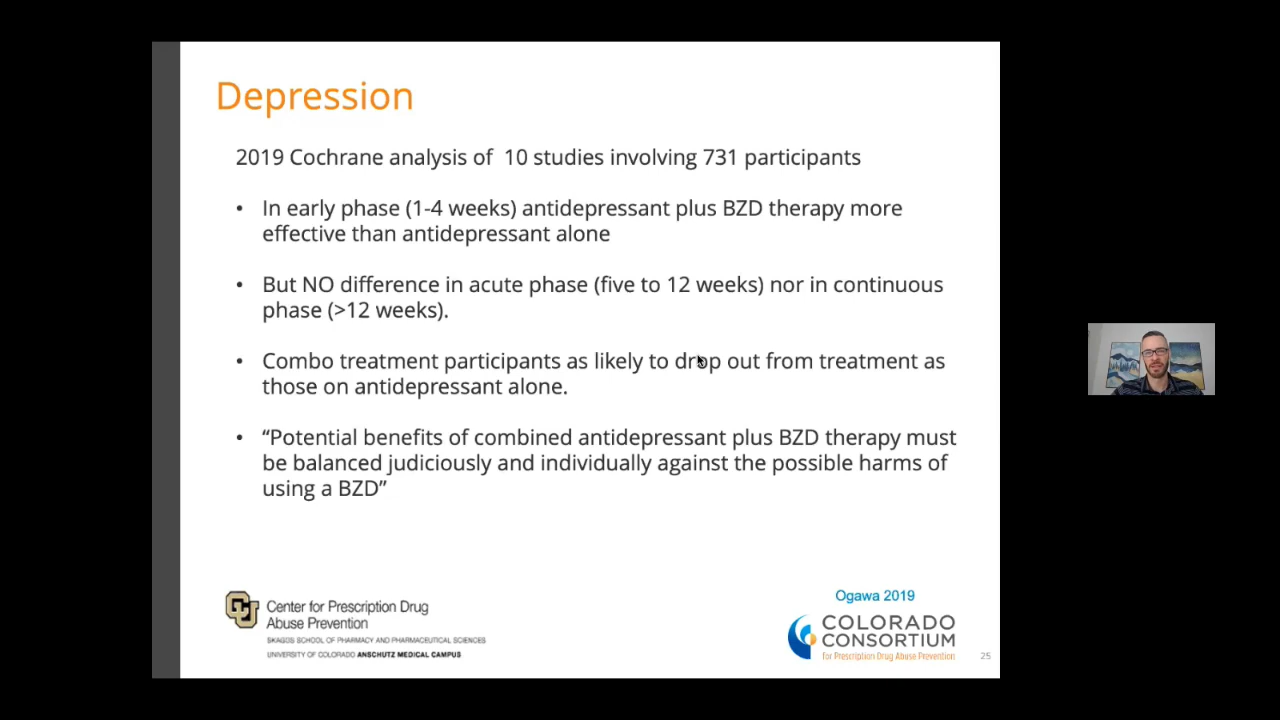 Depression
2019 Cochrane analysis of 10 studies involving 731 participants
• In early phase (1-4 weeks) antidepressant plus BZD therapy more
effective than antidepressant alone
• But NO difference in acute phase (five to 12 weeks) nor in continuous
phase (>12 weeks).
• Combo treatment participants as likely to drop out from treatment as
those on antidepressant alone.
• “Potential benefits of combined antidepressant plus BZD therapy must
be balanced judiciously and individually against the possible harms of
using a BZD”
CU
Center for Prescription Drug
Abuse Prevention
SKAGGS SCHOOL OF PHARMACY AND PHARMACEUTICAL SCIENCES
UNIVERSITY OF COLORADO ANSCHUTZ MEDICAL CAMPUS
Ogawa 2019
COLORADO
CONSORTIUM
for Prescription Drug Abuse Prevention
25